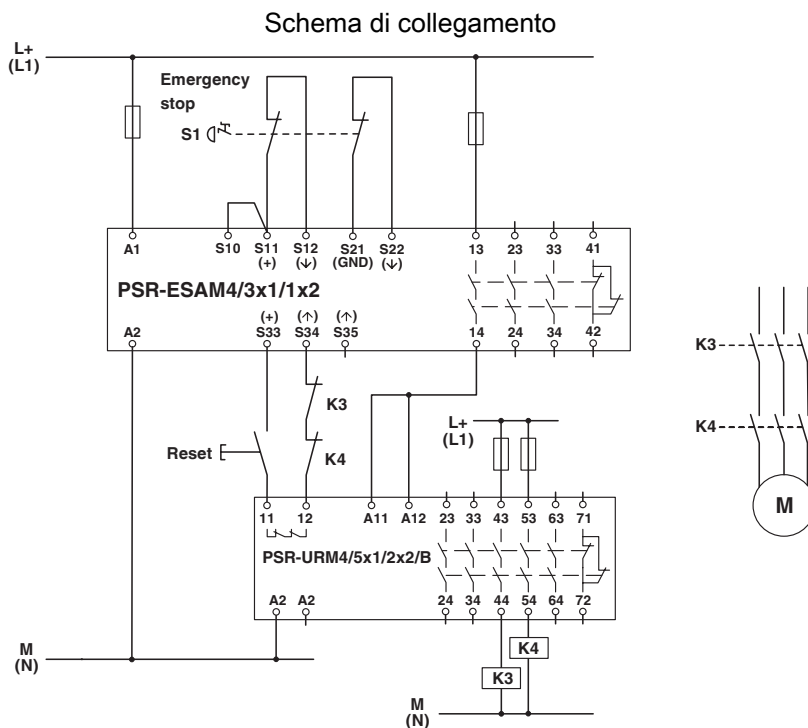 Schema di collegamento
L+
(L1)
Emergency
stop
S1
A1 S10 S11 S12 S21 S22 13 23 33 41
(+) (↓) (GND) (↓)
PSR-ESAM4/3x1/1x2
(+) (↑) (↑)
A2 S33 S34 S35 14 24 34 42
K3
K3
L+
(L1)
K4
Reset
K4
M
11 12 A11 A12 23 33 43 53 63 71
PSR-URM4/5x1/2x2/B
A2 A2 24 34 44 54 64 72
M
(N)
K4
K3
M
(N)